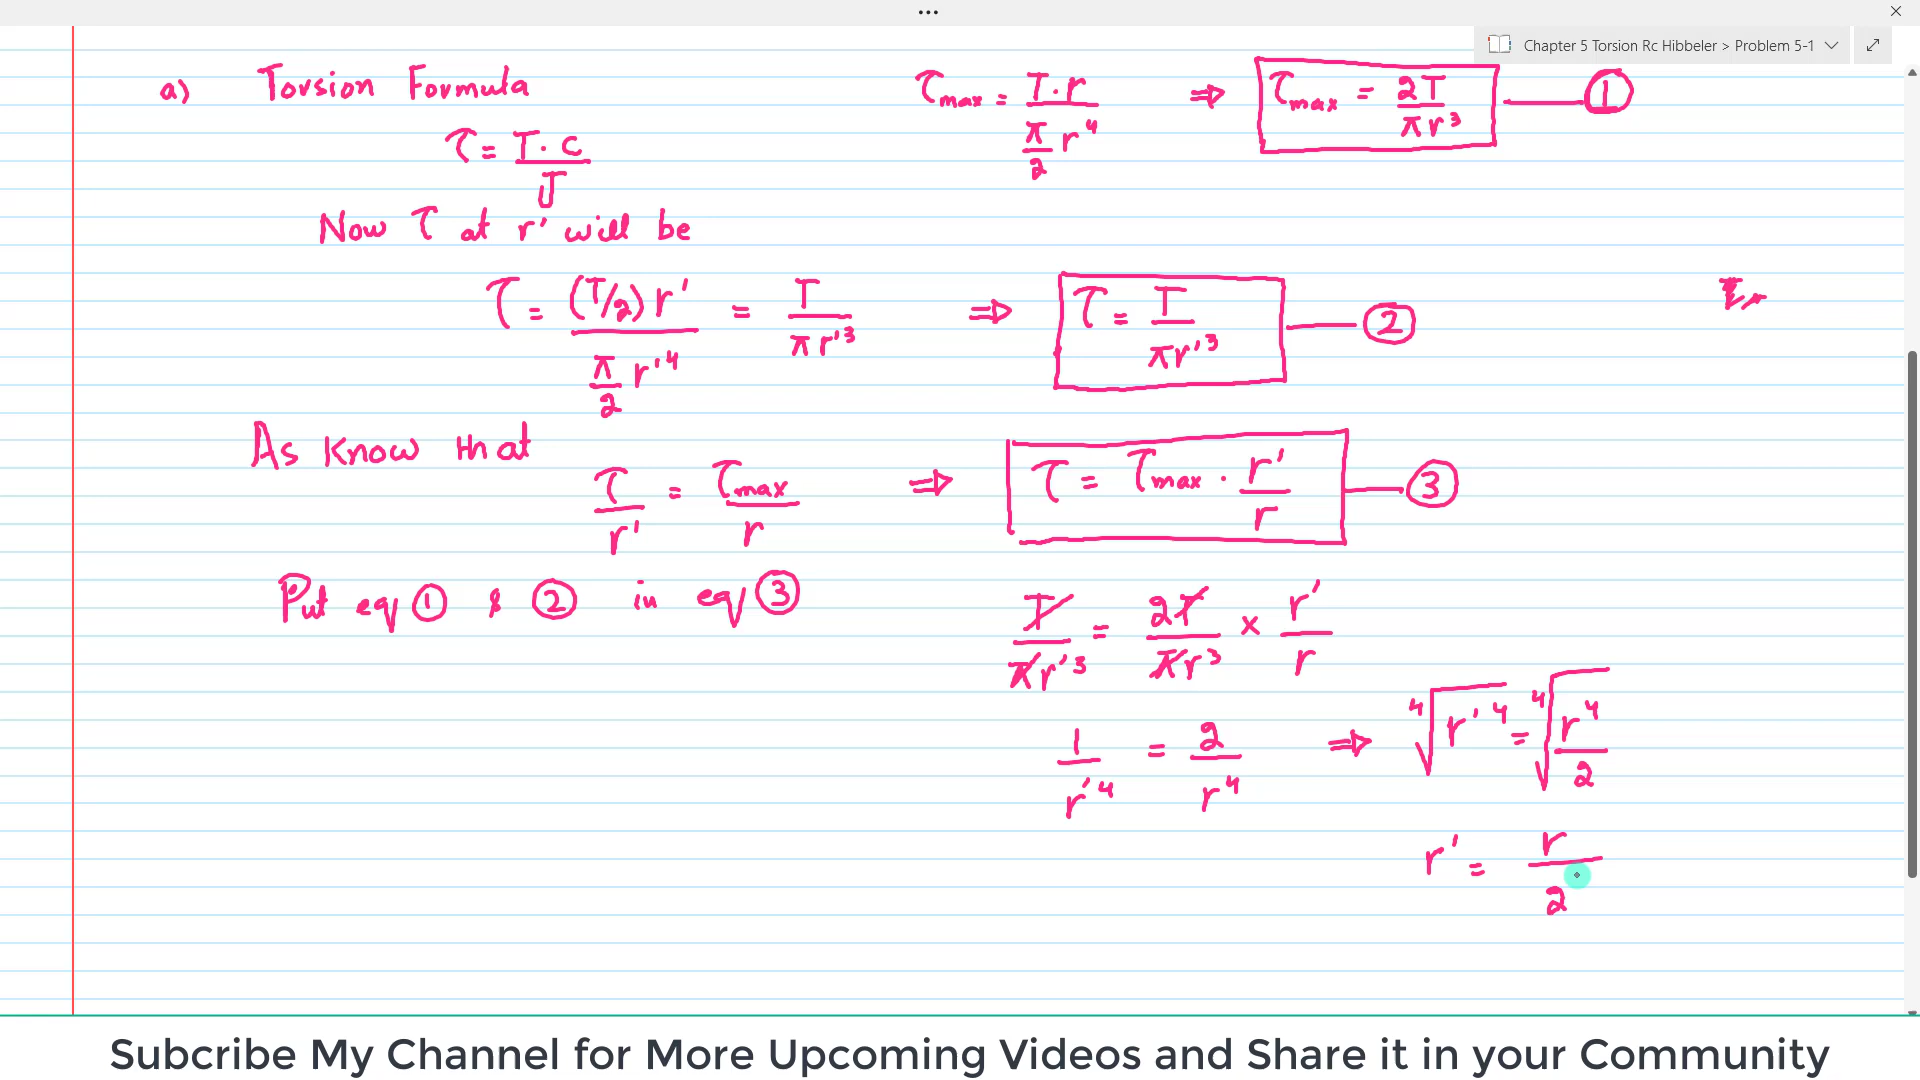 ...
Chapter 5 Torsion Rc Hibbeler > Problem 5-1
a) Torsion Formula
τ = T · C / J
τmax = T · r / (π/2 r⁴) ⇒ τmax = 2T / πr³ — ①
Now τ at r' will be
τ = (T/2) r' / (π/2 r'⁴) = T / πr'³ ⇒ τ = T / πr'³ — ②
As Know that
τ / r' = τmax / r ⇒ τ = τmax · r' / r — ③
Put eq ① & ② in eq ③
T / πr'³ = 2T / πr³ × r' / r
1 / r'⁴ = 2 / r⁴ ⇒ ⁴√r'⁴ = ⁴√(r⁴ / 2)
r' = r / 2
Subcribe My Channel for More Upcoming Videos and Share it in your Community